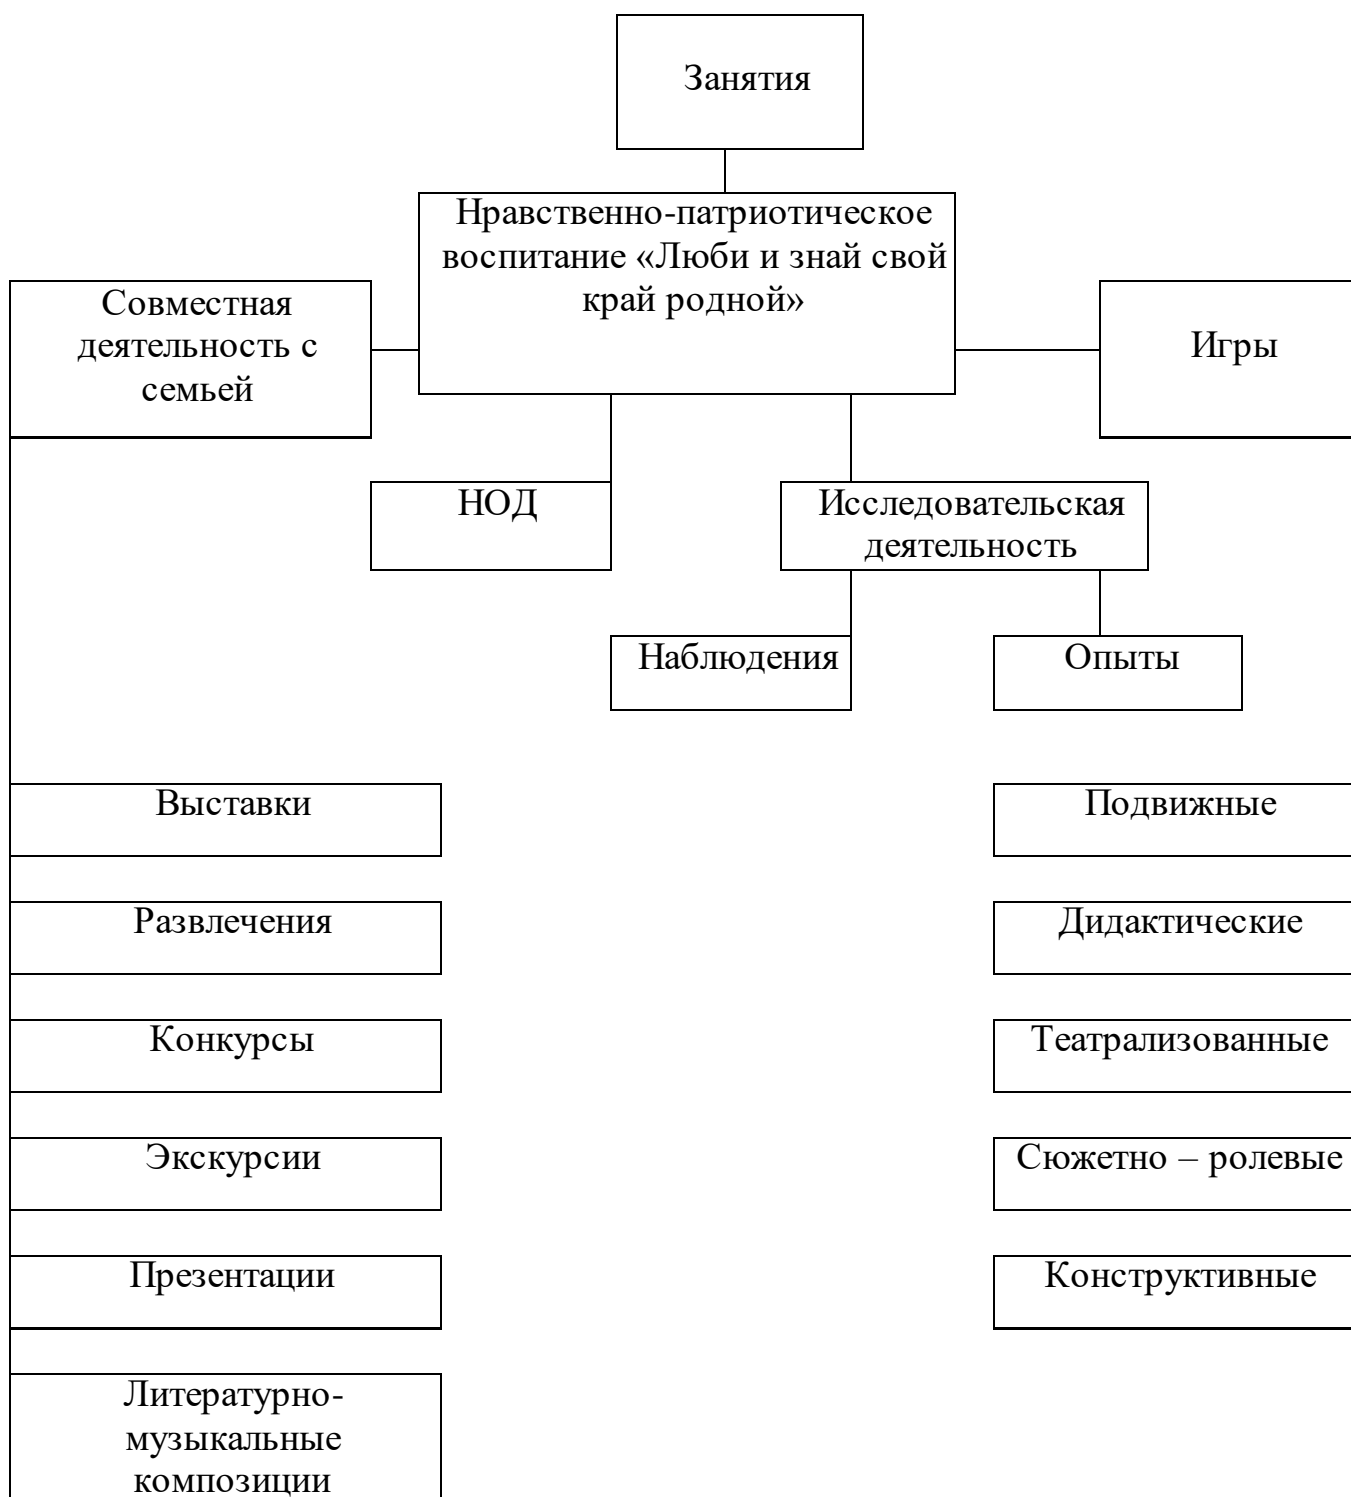 Занятия
Нравственно-патриотическое
воспитание «Люби и знай свой
край родной»
Совместная
деятельность с
семьей
Игры
НОД
Исследовательская
деятельность
Наблюдения
Опыты
Выставки
Подвижные
Развлечения
Дидактические
Конкурсы
Театрализованные
Экскурсии
Сюжетно – ролевые
Презентации
Конструктивные
Литературно-
музыкальные
композиции